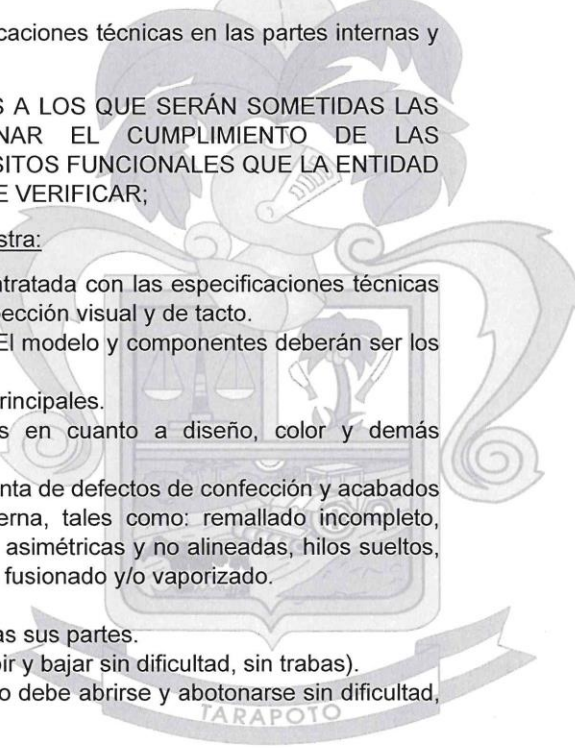 caciones técnicas en las partes internas y
S A LOS QUE SERÁN SOMETIDAS LAS
NAR EL CUMPLIMIENTO DE LAS
SITOS FUNCIONALES QUE LA ENTIDAD
E VERIFICAR;
stra:
ntratada con las especificaciones técnicas
pección visual y de tacto.
El modelo y componentes deberán ser los
rincipales.
s en cuanto a diseño, color y demás
nta de defectos de confección y acabados
erna, tales como: remallado incompleto,
asimétricas y no alineadas, hilos sueltos,
fusionado y/o vaporizado.
as sus partes.
bir y bajar sin dificultad, sin trabas).
o debe abrirse y abotonarse sin dificultad,
TARAPOTO